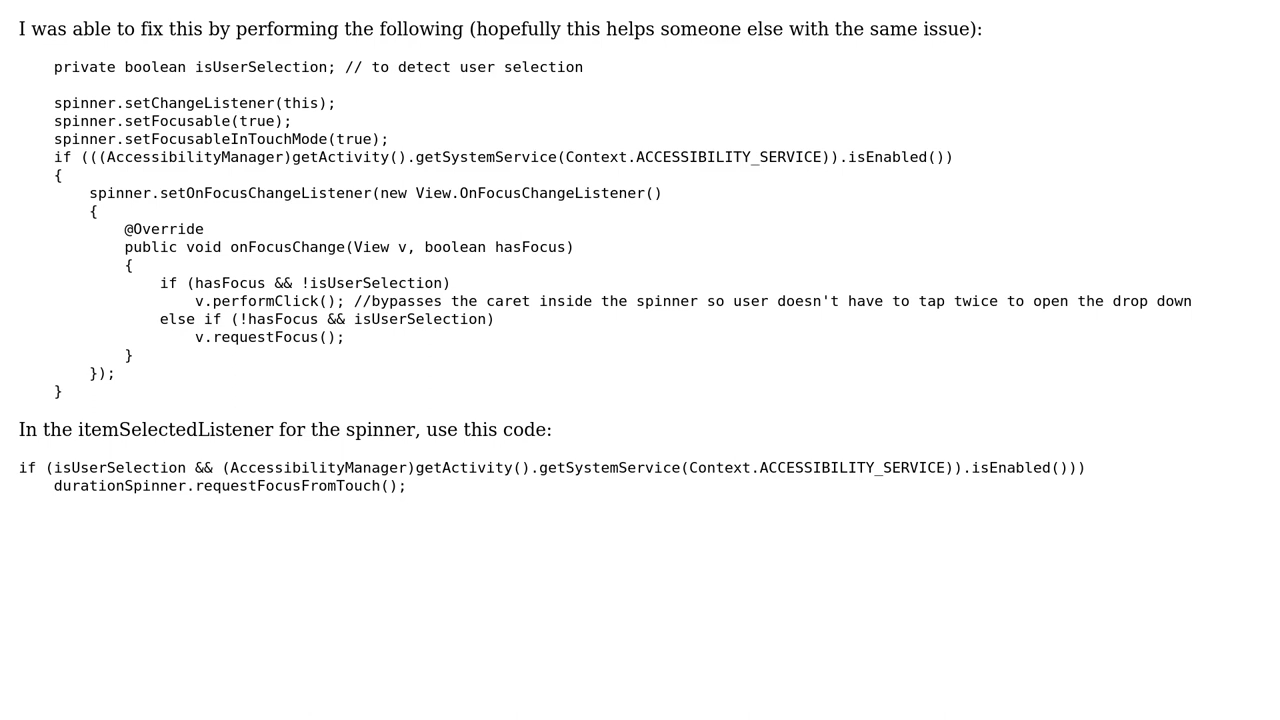 I was able to fix this by performing the following (hopefully this helps someone else with the same issue):
private boolean isUserSelection; // to detect user selection
spinner.setChangeListener(this);
spinner.setFocusable(true);
spinner.setFocusableInTouchMode(true);
if (((AccessibilityManager)getActivity().getSystemService(Context.ACCESSIBILITY_SERVICE)).isEnabled())
{
    spinner.setOnFocusChangeListener(new View.OnFocusChangeListener()
    {
        @Override
        public void onFocusChange(View v, boolean hasFocus)
        {
            if (hasFocus && !isUserSelection)
                v.performClick(); //bypasses the caret inside the spinner so user doesn't have to tap twice to open the drop down
            else if (!hasFocus && isUserSelection)
                v.requestFocus();
        }
    });
}
In the itemSelectedListener for the spinner, use this code:
if (isUserSelection && (AccessibilityManager)getActivity().getSystemService(Context.ACCESSIBILITY_SERVICE)).isEnabled()))
    durationSpinner.requestFocusFromTouch();